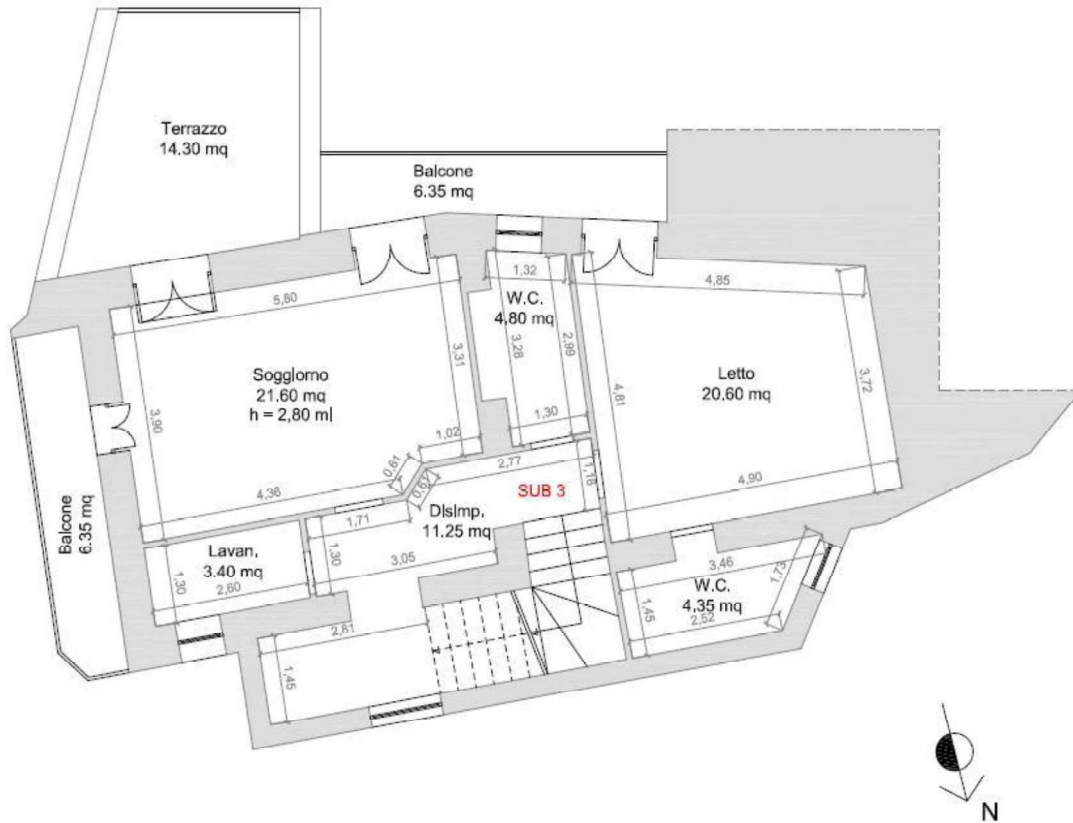 Terrazzo
14.30 mq
Balcone
6.35 mq
5,80
1,32
W.C.
4,80 mq
4,85
3,31
3,28
2,99
Soggiorno
21.60 mq
h = 2,80 ml
Letto
20.60 mq
3,72
4,81
3,90
1,02
1,30
0,61
0,61
2,77
1,16
4,36
4,90
SUB 3
Balcone
6.35 mq
1,71
Disimp.
11.25 mq
Lavan.
3.40 mq
1,30
1,30
3,05
2,60
3,46
1,73
W.C.
4,35 mq
1,45
2,52
2,81
1,45
N